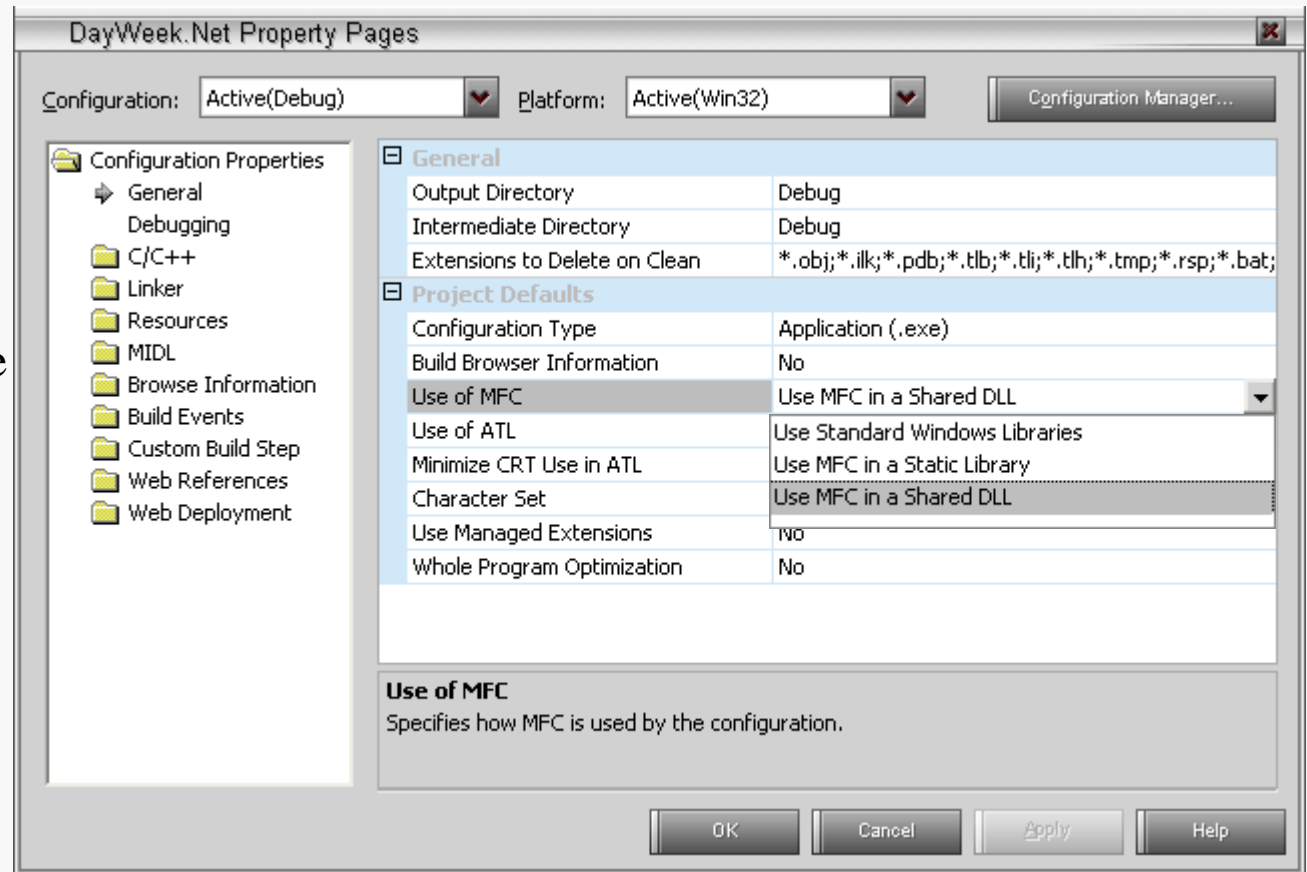 DayWeek.Net Property Pages
Configuration: Active(Debug) Platform: Active(Win32) Configuration Manager...
Configuration Properties
General
Debugging
C/C++
Linker
Resources
MIDL
Browse Information
Build Events
Custom Build Step
Web References
Web Deployment
General
Output Directory Debug
Intermediate Directory Debug
Extensions to Delete on Clean *.obj;*.ilk;*.pdb;*.tlb;*.tli;*.tlh;*.tmp;*.rsp;*.bat;
Project Defaults
Configuration Type Application (.exe)
Build Browser Information No
Use of MFC Use MFC in a Shared DLL
Use of ATL
Minimize CRT Use in ATL
Character Set
Use Managed Extensions No
Whole Program Optimization No
Use Standard Windows Libraries
Use MFC in a Static Library
Use MFC in a Shared DLL
Use of MFC
Specifies how MFC is used by the configuration.
OK Cancel Apply Help
e